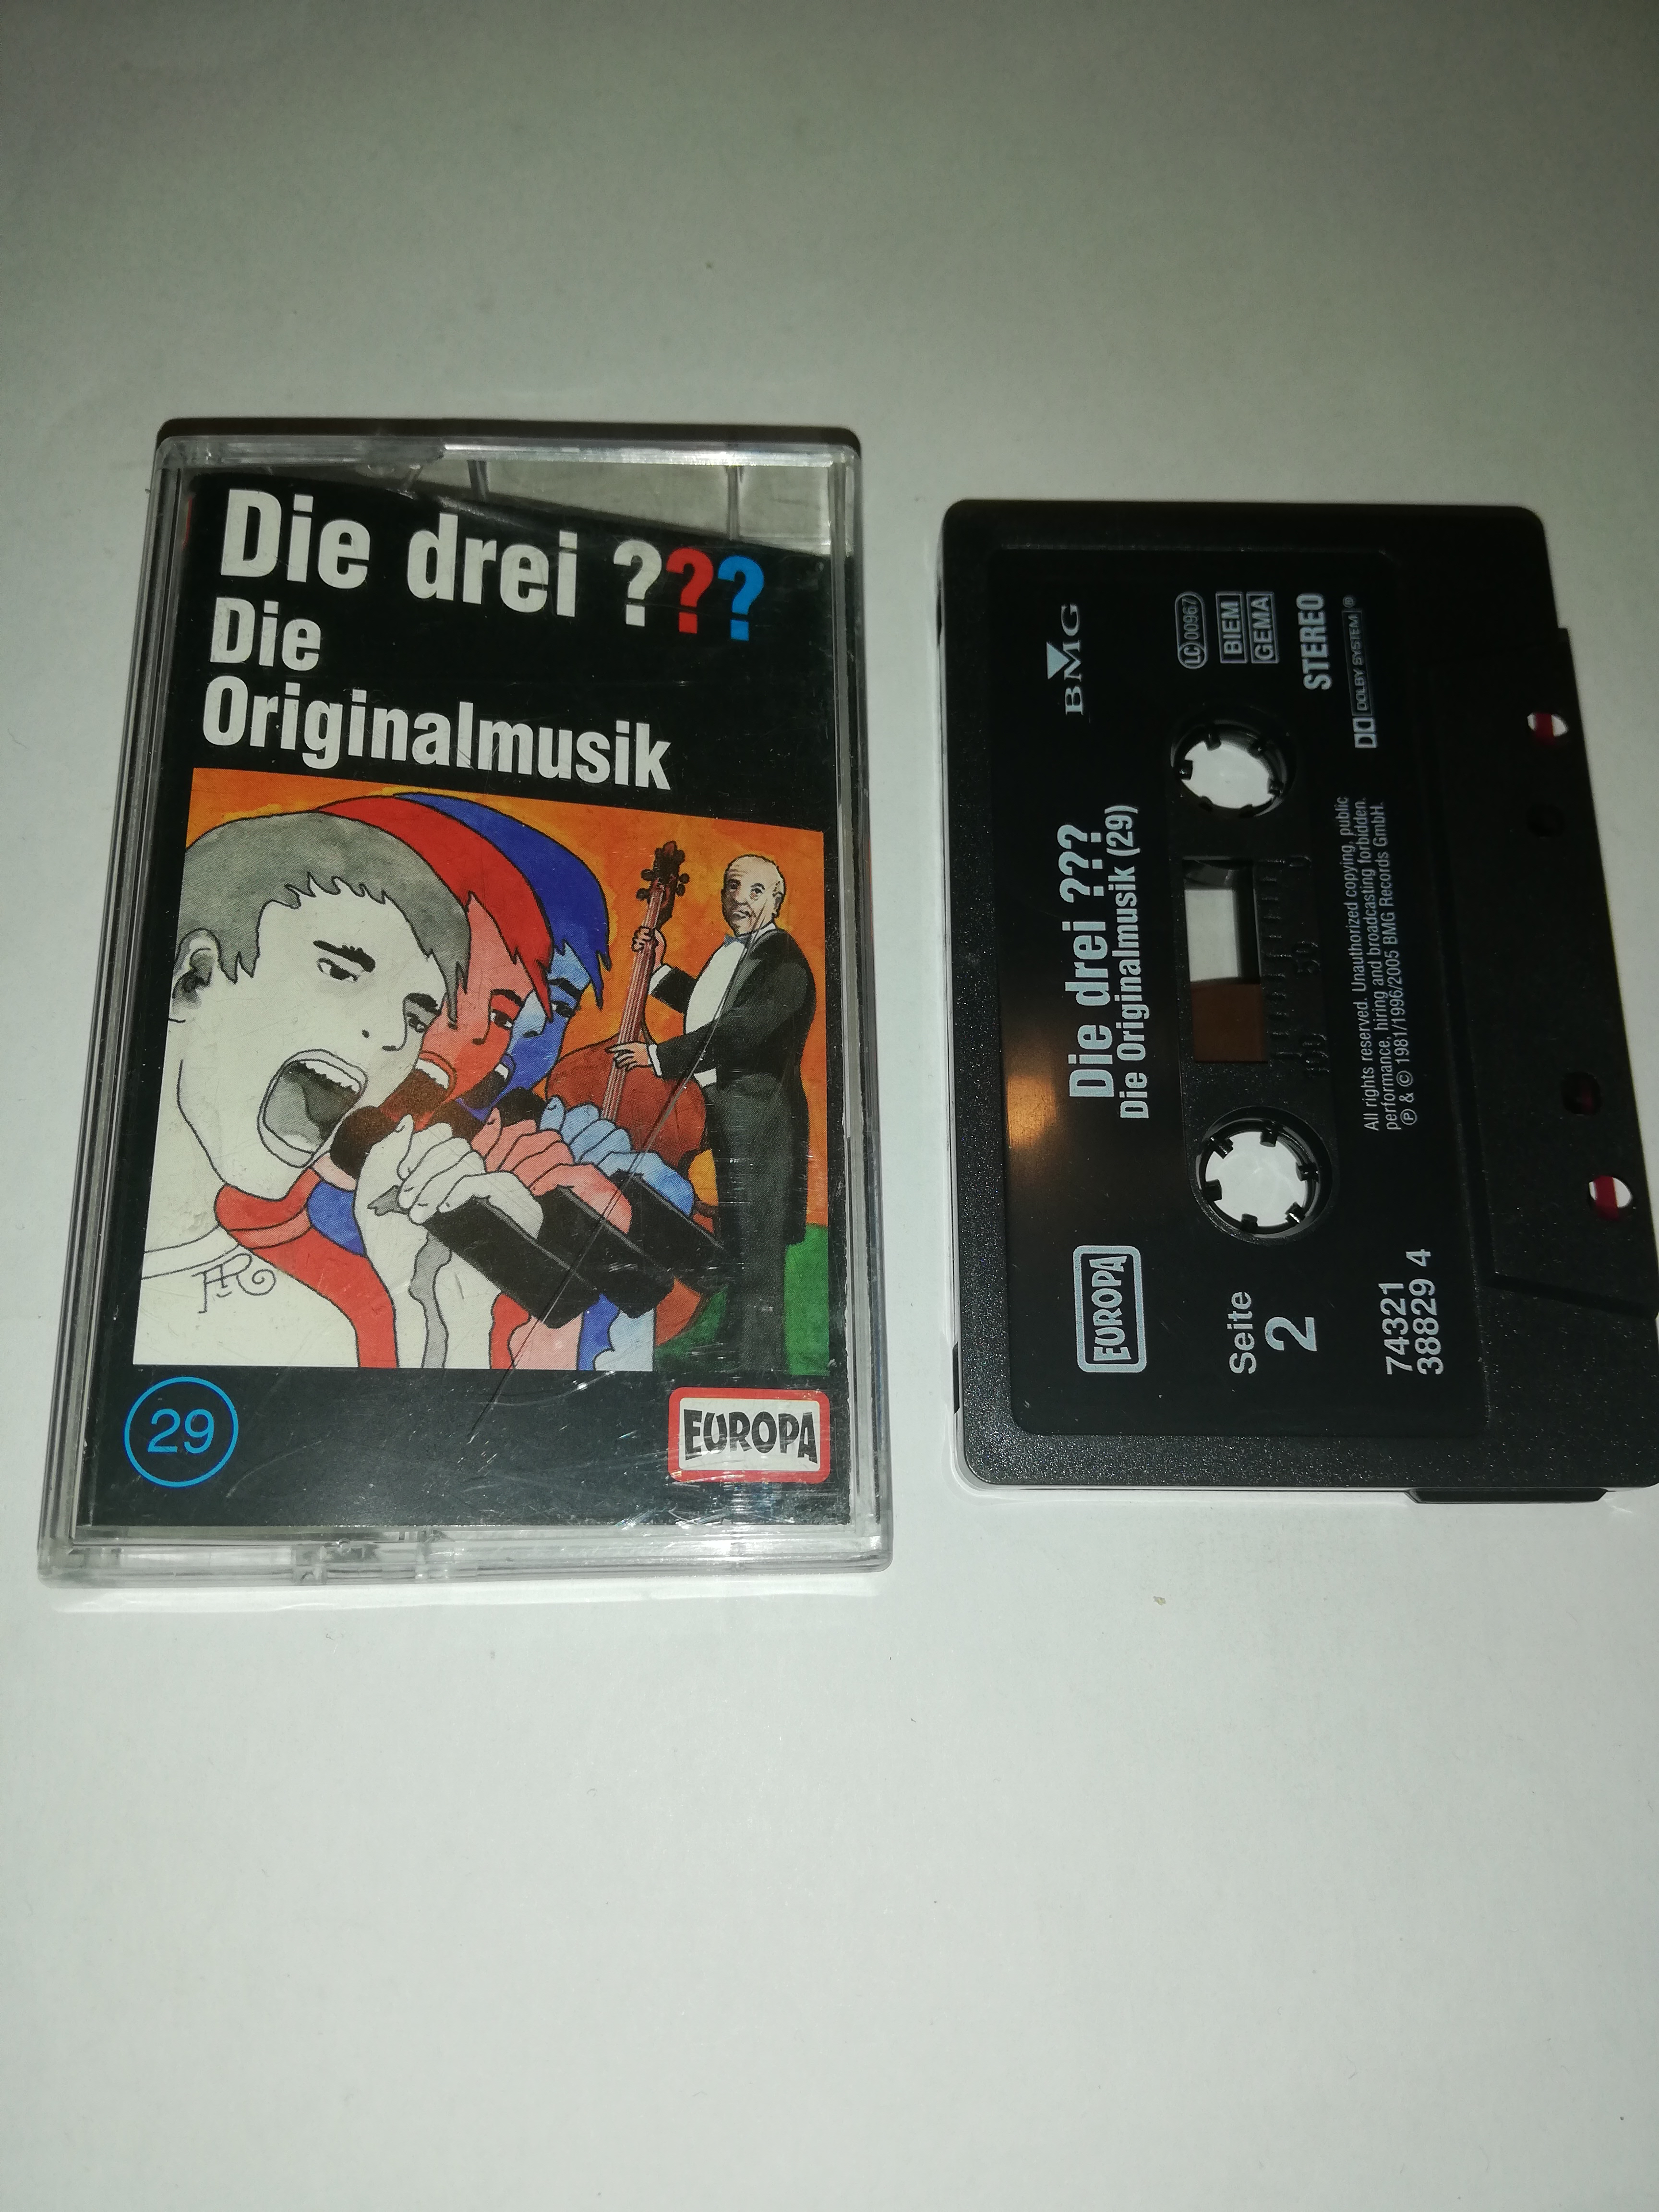 Die drei ???
Die
Originalmusik
AR
29
EUROPA
BMG
LC 00967
BIEM
GEMA
STEREO
DOLBY SYSTEM ®
Die drei ???
Die Originalmusik (29)
All rights reserved. Unauthorized copying, public
performance, hiring and broadcasting forbidden.
℗ & © 1981/1996/2005 BMG Records GmbH.
EUROPA
Seite
2
74321
38829 4